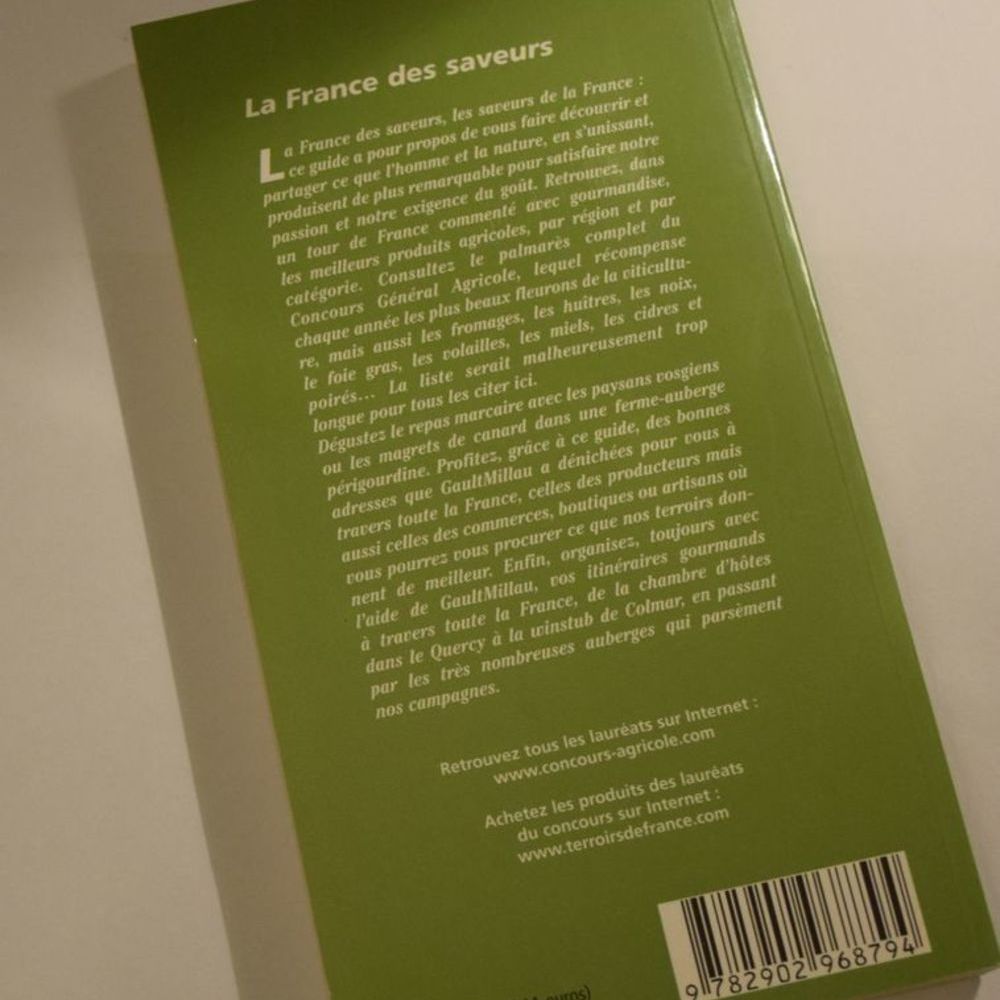 La France des saveurs
La France des saveurs, les saveurs de la France :
ce guide a pour propos de vous faire découvrir et
partager ce que l'homme et la nature, en s'unissant,
produisent de plus remarquable pour satisfaire notre
passion et notre exigence du goût. Retrouvez, dans
un tour de France commenté avec gourmandise,
les meilleurs produits agricoles, par région et par
catégorie. Consultez le palmarès complet du
Concours Général Agricole, lequel récompense
chaque année les plus beaux fleurons de la viticultu-
re, mais aussi les fromages, les huîtres, les noix,
le foie gras, les volailles, les miels, les cidres et
poirés... La liste serait malheureusement trop
longue pour tous les citer ici.
Dégustez le repas marcaire avec les paysans vosgiens
ou les magrets de canard dans une ferme-auberge
périgourdine. Profitez, grâce à ce guide, des bonnes
adresses que GaultMillau a dénichées pour vous à
travers toute la France, celles des producteurs mais
aussi celles des commerces, boutiques ou artisans où
vous pourrez vous procurer ce que nos terroirs don-
nent de meilleur. Enfin, organisez, toujours avec
l'aide de GaultMillau, vos itinéraires gourmands
à travers toute la France, de la chambre d'hôtes
dans le Quercy à la winstub de Colmar, en passant
par les très nombreuses auberges qui parsèment
nos campagnes.
Retrouvez tous les lauréats sur Internet :
www.concours-agricole.com
Achetez les produits des lauréats
du concours sur Internet :
www.terroirsdefrance.com
9 782902 968794
euros)